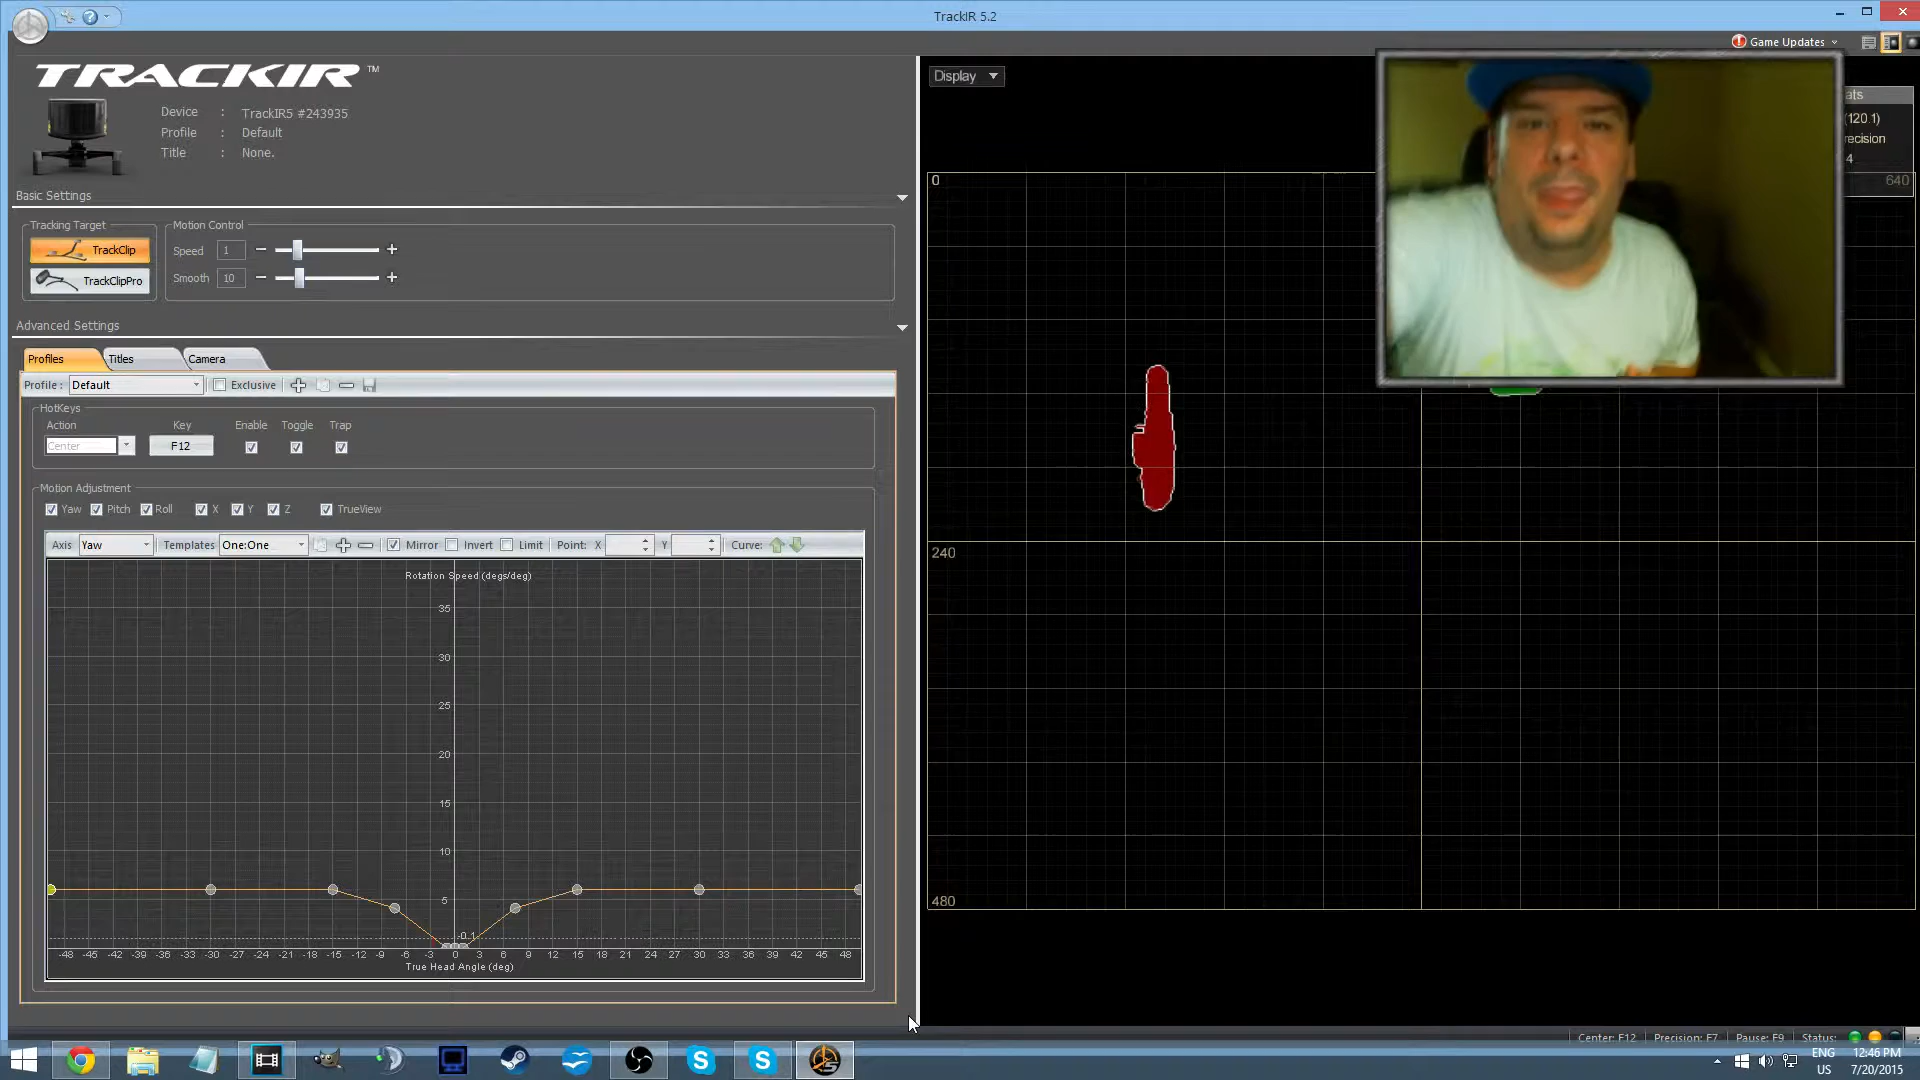 TrackIR 5.2
Game Updates
TRACKIR ™
Display
Device : TrackIR5 #243935
Profile : Default
Title : None.
ats
(120.1)
recision
4
0
640
240
480
Basic Settings
Tracking Target
TrackClip
TrackClipPro
Motion Control
Speed 1 − +
Smooth 10 − +
Advanced Settings
Profiles Titles Camera
Profile : Default Exclusive
HotKeys
Action Key Enable Toggle Trap
Center F12
Motion Adjustment
Yaw Pitch Roll X Y Z TrueView
Axis Yaw Templates One:One Mirror Invert Limit Point: X Y Curve:
Rotation Speed (degs/deg)
35
30
25
20
15
10
5
-0.1
-48 -45 -42 -39 -36 -33 -30 -27 -24 -21 -18 -15 -12 -9 -6 -3 0 3 6 9 12 15 18 21 24 27 30 33 36 39 42 45 48
True Head Angle (deg)
Center: F12 Precision: F7 Pause: F9 Status:
ENG
US
12:46 PM
7/20/2015